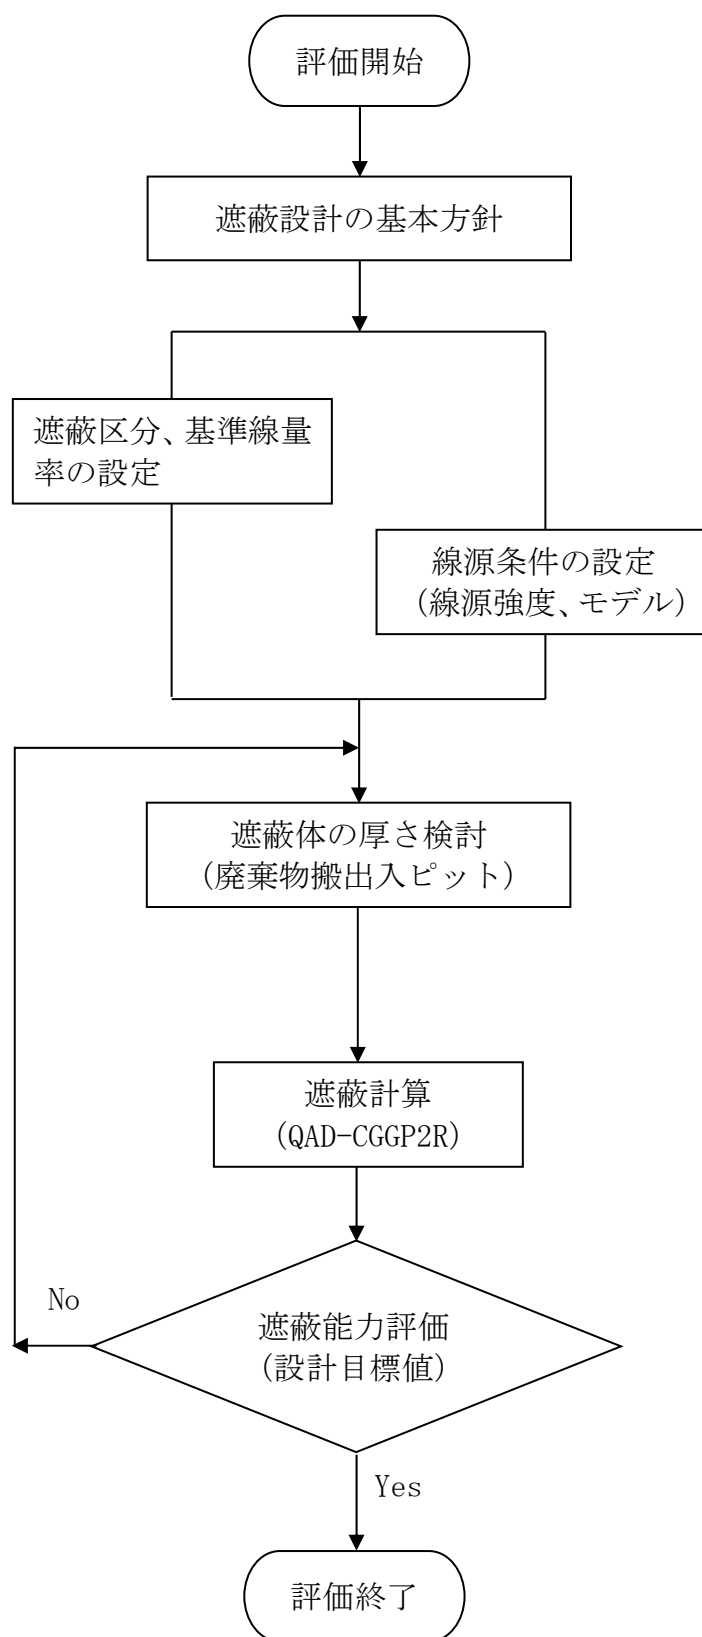 評価開始
遮蔽設計の基本方針
遮蔽区分、基準線量
率の設定
線源条件の設定
(線源強度、モデル)
遮蔽体の厚さ検討
(廃棄物搬出入ピット)
遮蔽計算
(QAD-CGGP2R)
No
遮蔽能力評価
(設計目標値)
Yes
評価終了